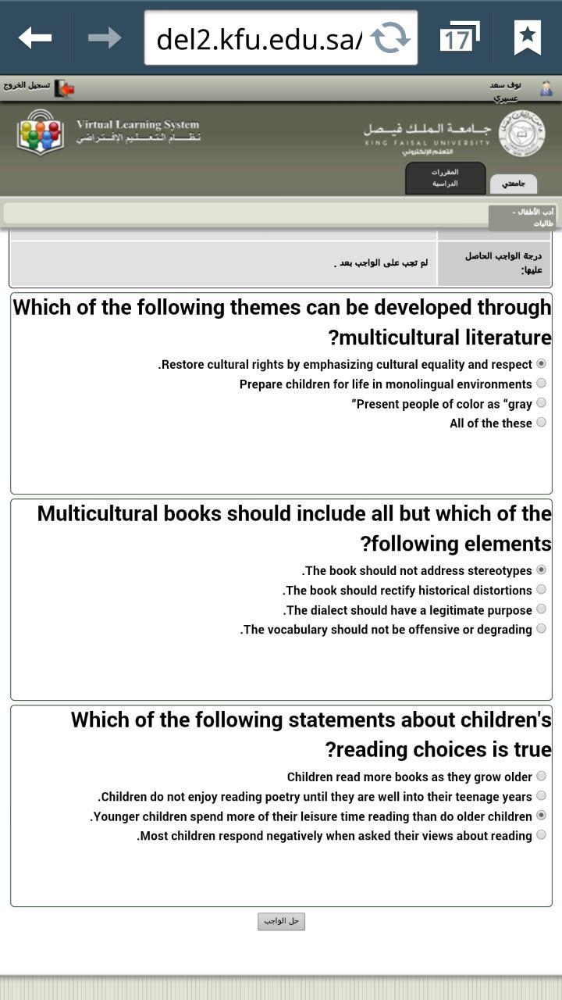 del2.kfu.edu.sa/
17
نوف سعد
عسيري
تسجيل الخروج
Virtual Learning System
نظـــام التعـــليم الإفتـــراضي
جـــامعـة الـملـك فـيـصـل
KING FAISAL UNIVERSITY
التعلم الإلكتروني
جامعتي
المقررات
الدراسية
أدب الأطفال -
طالبات
درجة الواجب الحاصل
عليها:
لم تجب على الواجب بعد .
Which of the following themes can be developed through
multicultural literature?
Restore cultural rights by emphasizing cultural equality and respect.
Prepare children for life in monolingual environments
Present people of color as “gray”
All of the these
Multicultural books should include all but which of the
following elements?
The book should not address stereotypes.
The book should rectify historical distortions.
The dialect should have a legitimate purpose.
The vocabulary should not be offensive or degrading.
Which of the following statements about children's
reading choices is true?
Children read more books as they grow older
Children do not enjoy reading poetry until they are well into their teenage years.
Younger children spend more of their leisure time reading than do older children.
Most children respond negatively when asked their views about reading.
حل الواجب